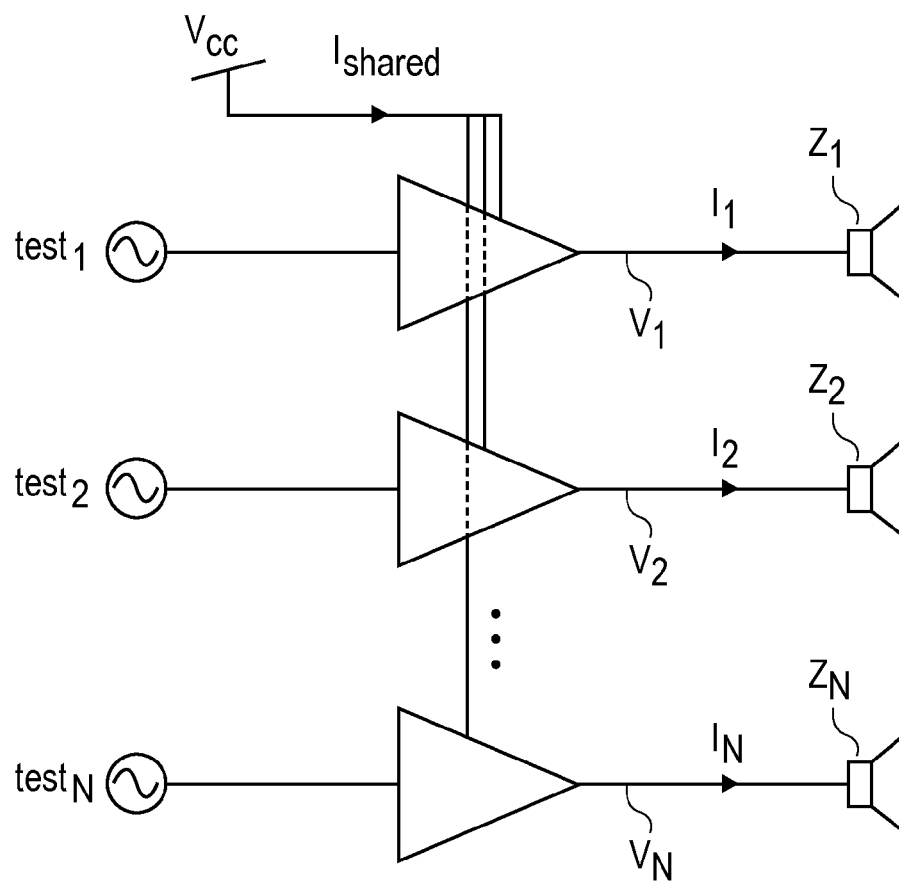 Vcc
Ishared
Z1
test1
I1
V1
Z2
test2
I2
V2
ZN
testN
IN
VN